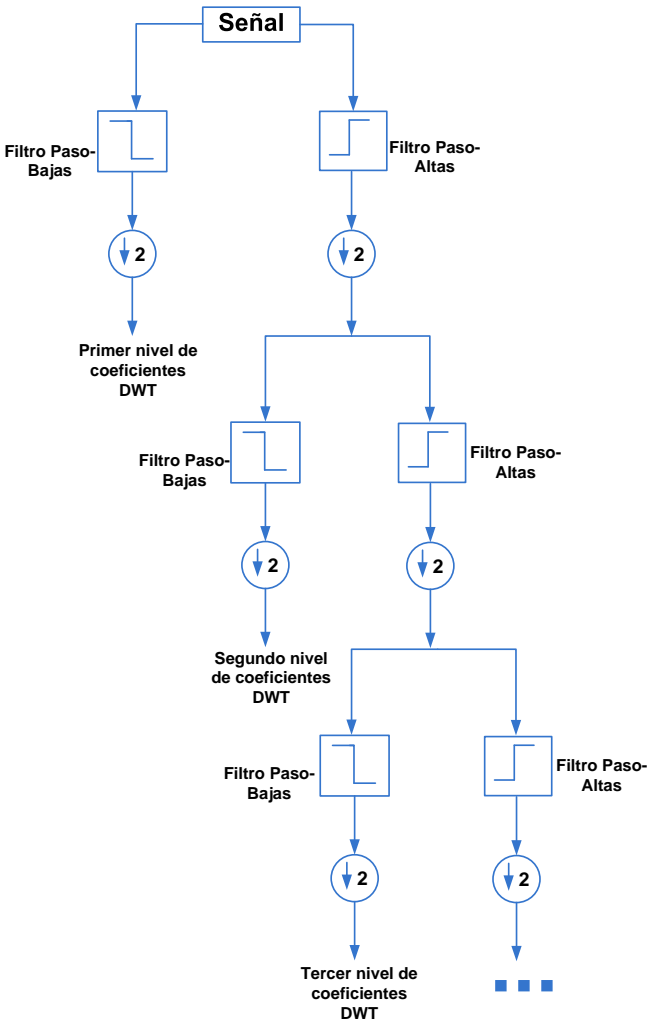 Señal
Filtro Paso-
Bajas
Filtro Paso-
Altas
2
2
Primer nivel de
coeficientes
DWT
Filtro Paso-
Bajas
Filtro Paso-
Altas
2
2
Segundo nivel
de coeficientes
DWT
Filtro Paso-
Bajas
Filtro Paso-
Altas
2
2
Tercer nivel de
coeficientes
DWT